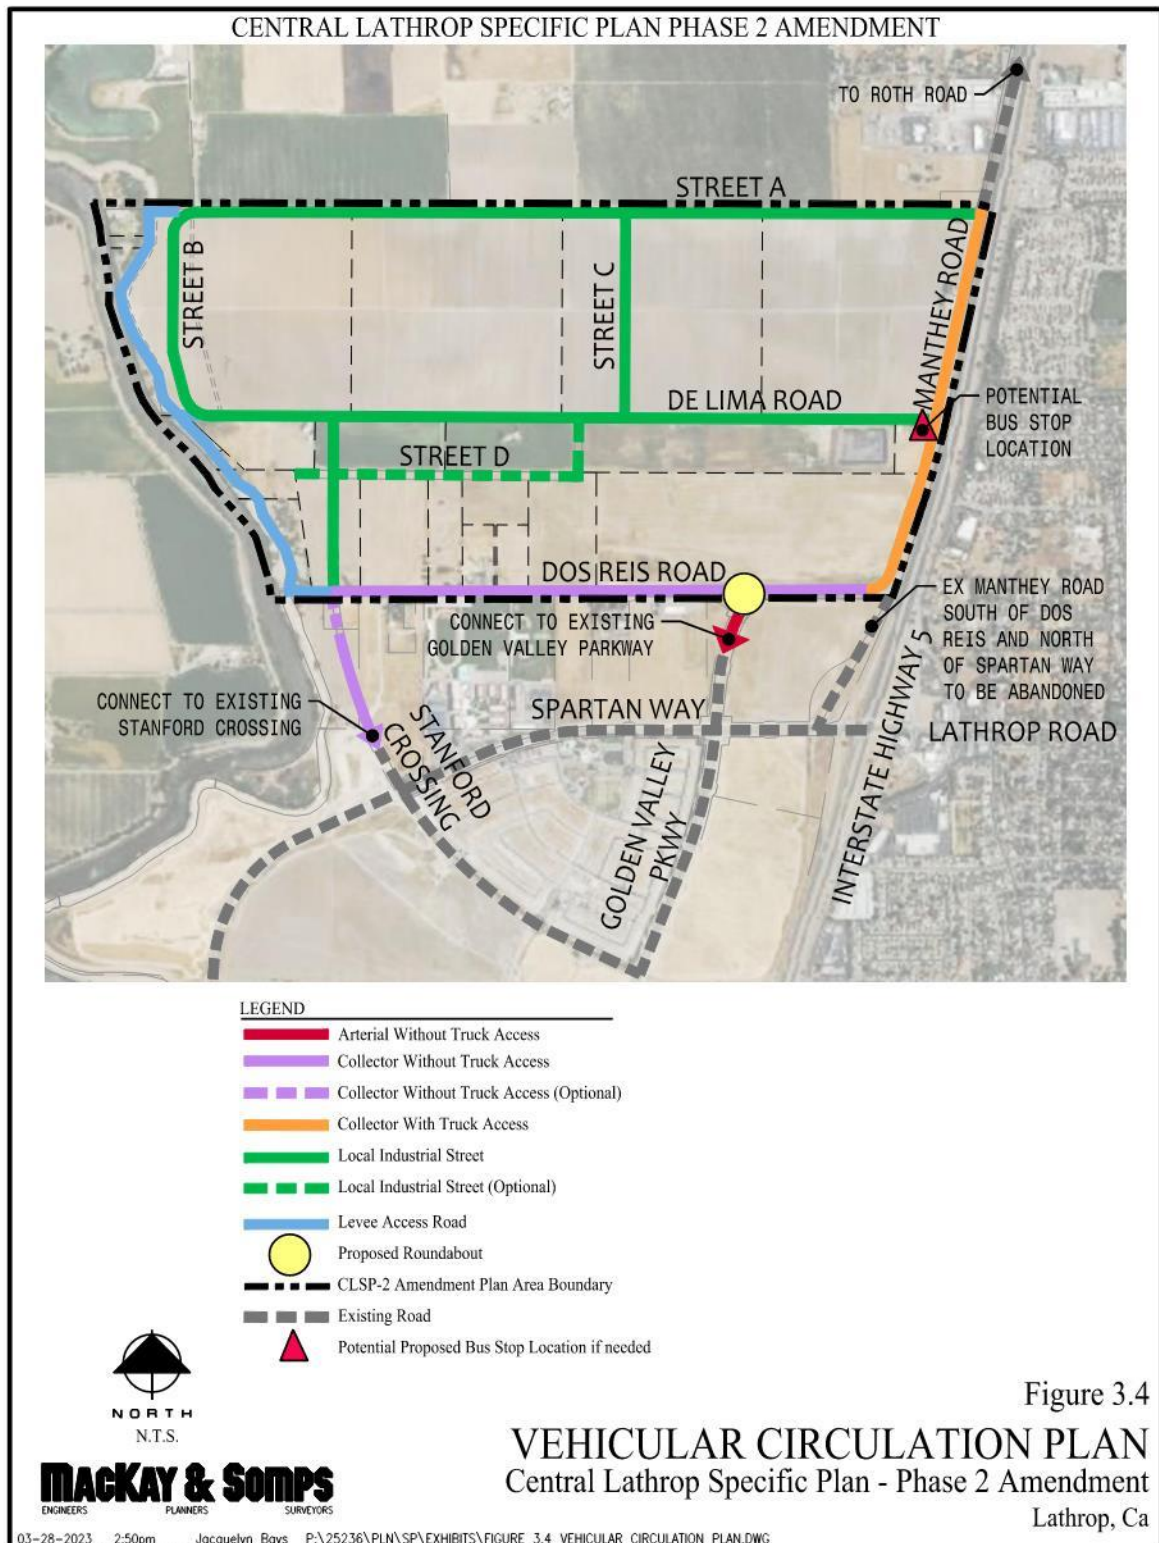 CENTRAL LATHROP SPECIFIC PLAN PHASE 2 AMENDMENT
TO ROTH ROAD
STREET A
STREET B
STREET C
MANTHEY ROAD
DE LIMA ROAD
POTENTIAL
BUS STOP
LOCATION
STREET D
DOS REIS ROAD
CONNECT TO EXISTING
GOLDEN VALLEY PARKWAY
EX MANTHEY ROAD
SOUTH OF DOS
REIS AND NORTH
OF SPARTAN WAY
TO BE ABANDONED
CONNECT TO EXISTING
STANFORD CROSSING
STANFORD
CROSSING
SPARTAN WAY
LATHROP ROAD
GOLDEN VALLEY
PKWY
INTERSTATE HIGHWAY 5
LEGEND
Arterial Without Truck Access
Collector Without Truck Access
Collector Without Truck Access (Optional)
Collector With Truck Access
Local Industrial Street
Local Industrial Street (Optional)
Levee Access Road
Proposed Roundabout
CLSP-2 Amendment Plan Area Boundary
Existing Road
Potential Proposed Bus Stop Location if needed
NORTH
N.T.S.
Figure 3.4
VEHICULAR CIRCULATION PLAN
Central Lathrop Specific Plan - Phase 2 Amendment
Lathrop, Ca
MACKAY & SOMPS
ENGINEERS PLANNERS SURVEYORS
03-28-2023 2:50pm Jacquelyn Bays P:\25236\PLN\SP\EXHIBITS\FIGURE 3.4 VEHICULAR CIRCULATION PLAN.DWG